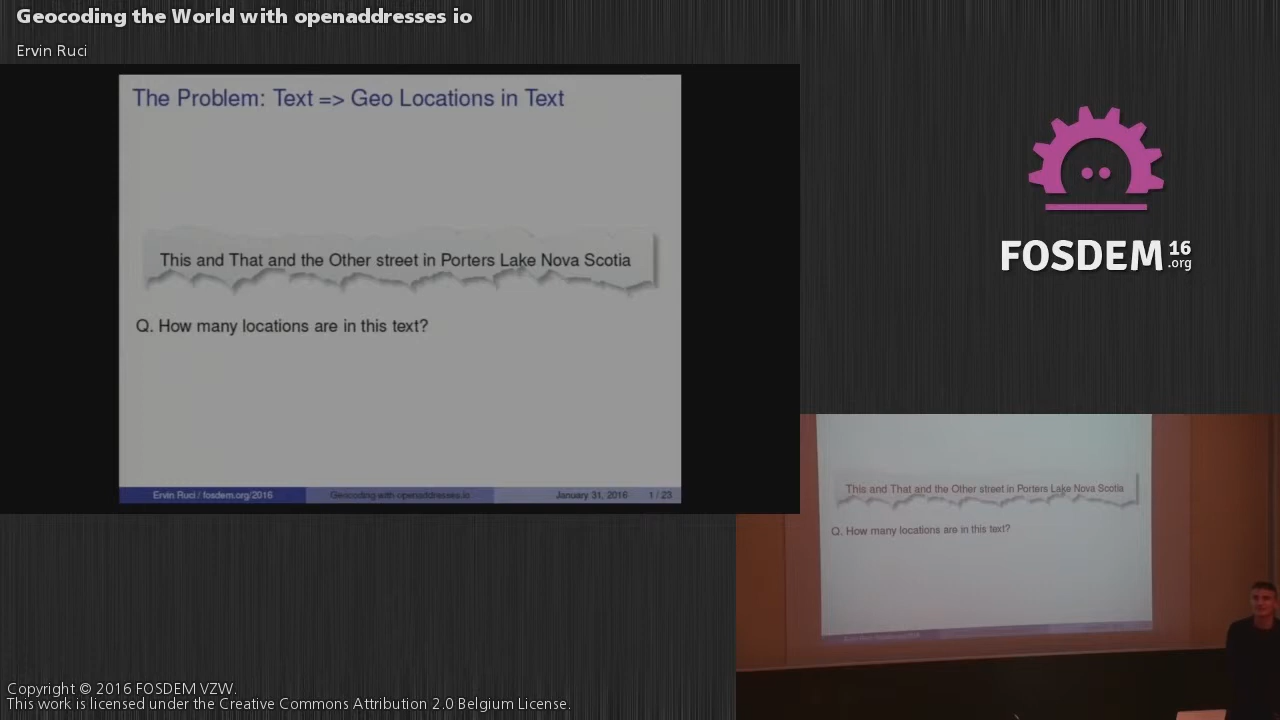 Geocoding the World with openaddresses io
Ervin Ruci
The Problem: Text => Geo Locations in Text
This and That and the Other street in Porters Lake Nova Scotia
Q. How many locations are in this text?
Ervin Ruci / fosdem.org/2016
Geocoding with openaddresses.io
January 31, 2016
1 / 23
FOSDEM 16 .org
This and That and the Other street in Porters Lake Nova Scotia
Q. How many locations are in this text?
Copyright © 2016 FOSDEM VZW.
This work is licensed under the Creative Commons Attribution 2.0 Belgium License.